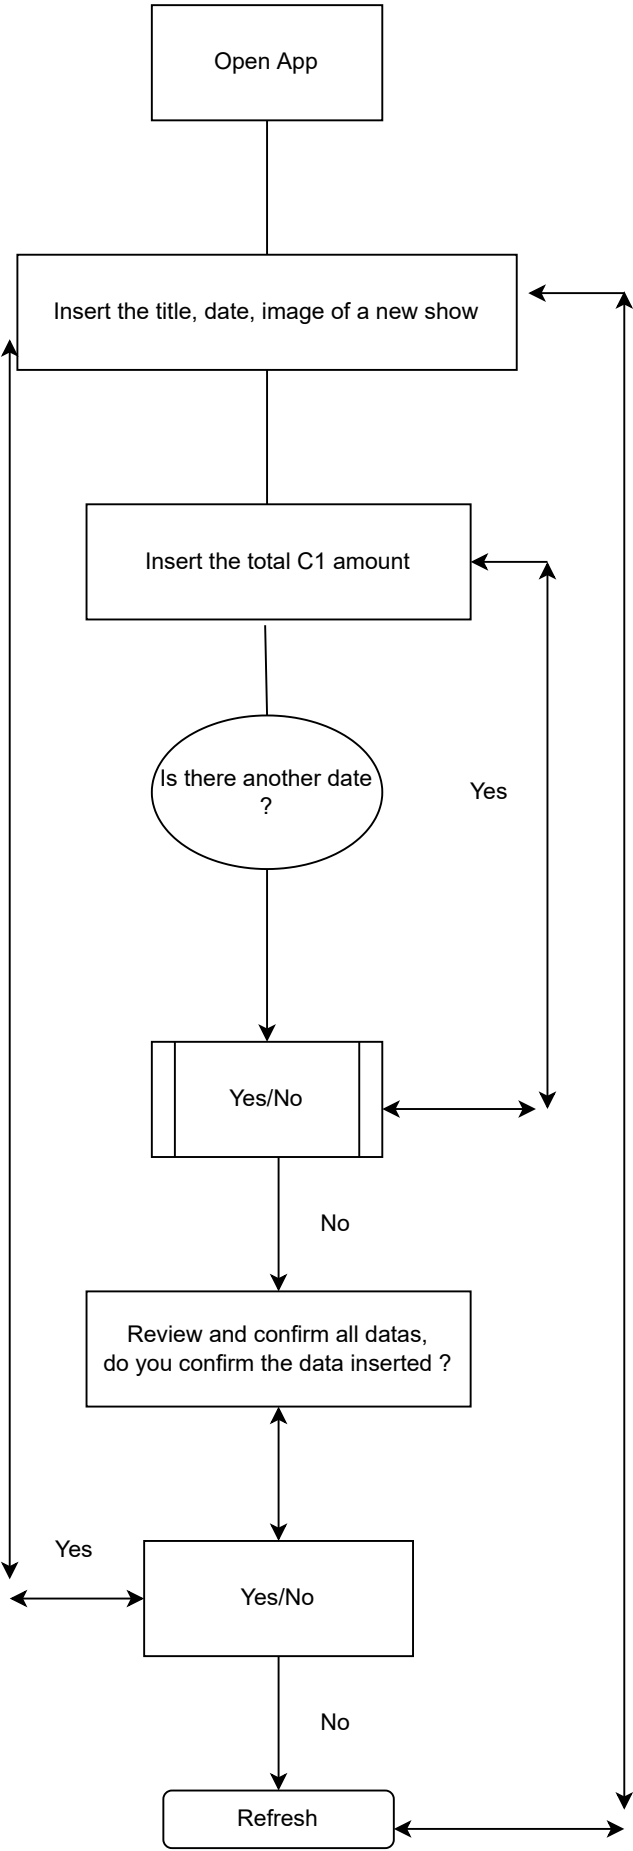 Open App
Insert the title, date, image of a new show
Insert the total C1 amount
Is there another date
?
Yes
Yes/No
No
Review and confirm all datas,
do you confirm the data inserted ?
Yes
Yes/No
No
Refresh